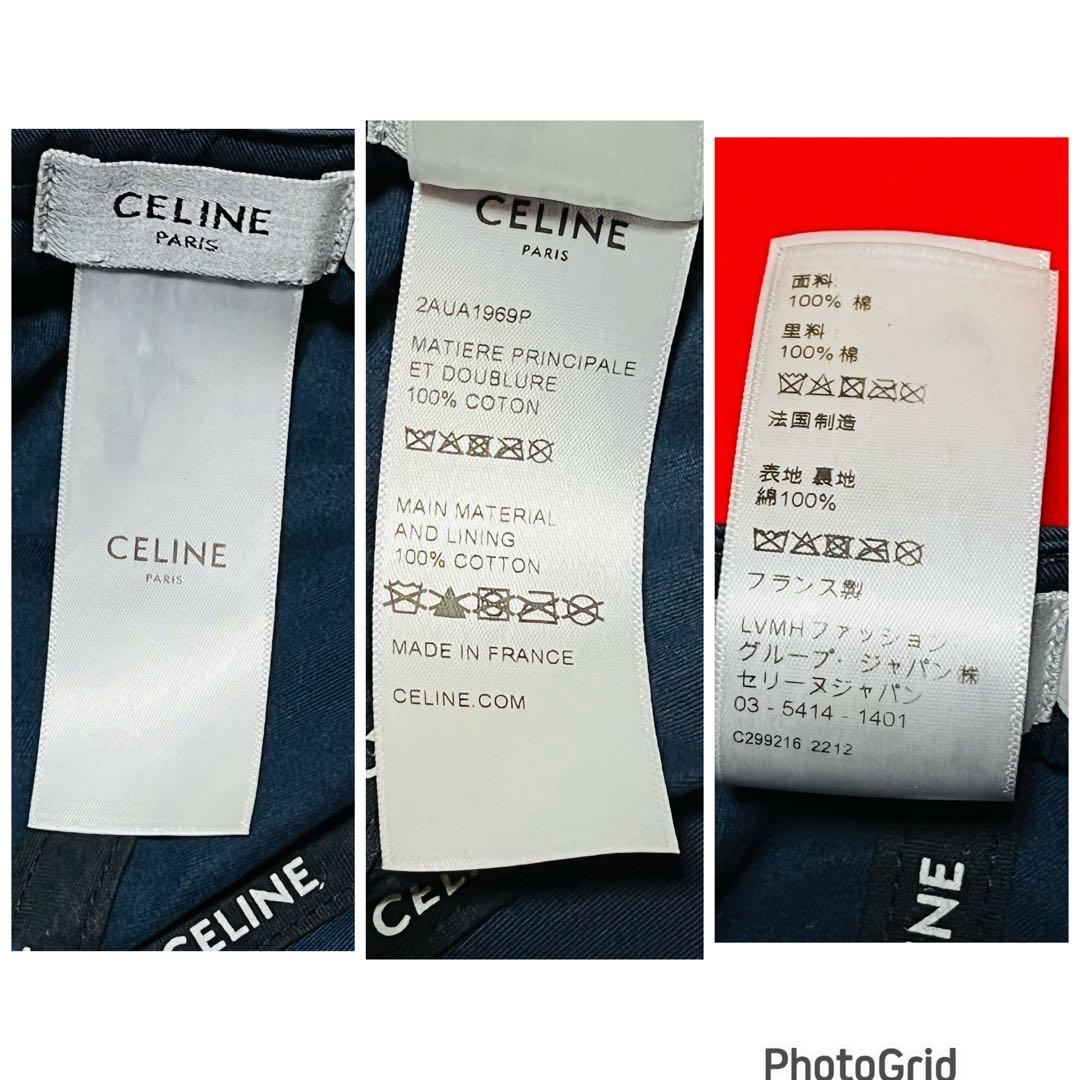 CELINE
PARIS
CELINE
PARIS
CELINE
CELINE
PARIS
2AUA1969P
MATIERE PRINCIPALE
ET DOUBLURE
100% COTON
MAIN MATERIAL
AND LINING
100% COTTON
MADE IN FRANCE
CELINE.COM
CEL
面料:
100% 棉
里料
100% 棉
法国制造
表地 裏地
綿100%
フランス製
LVMHファッション
グループ・ジャパン㈱
セリーヌジャパン
03 - 5414 - 1401
C299216 2212
NE
PhotoGrid